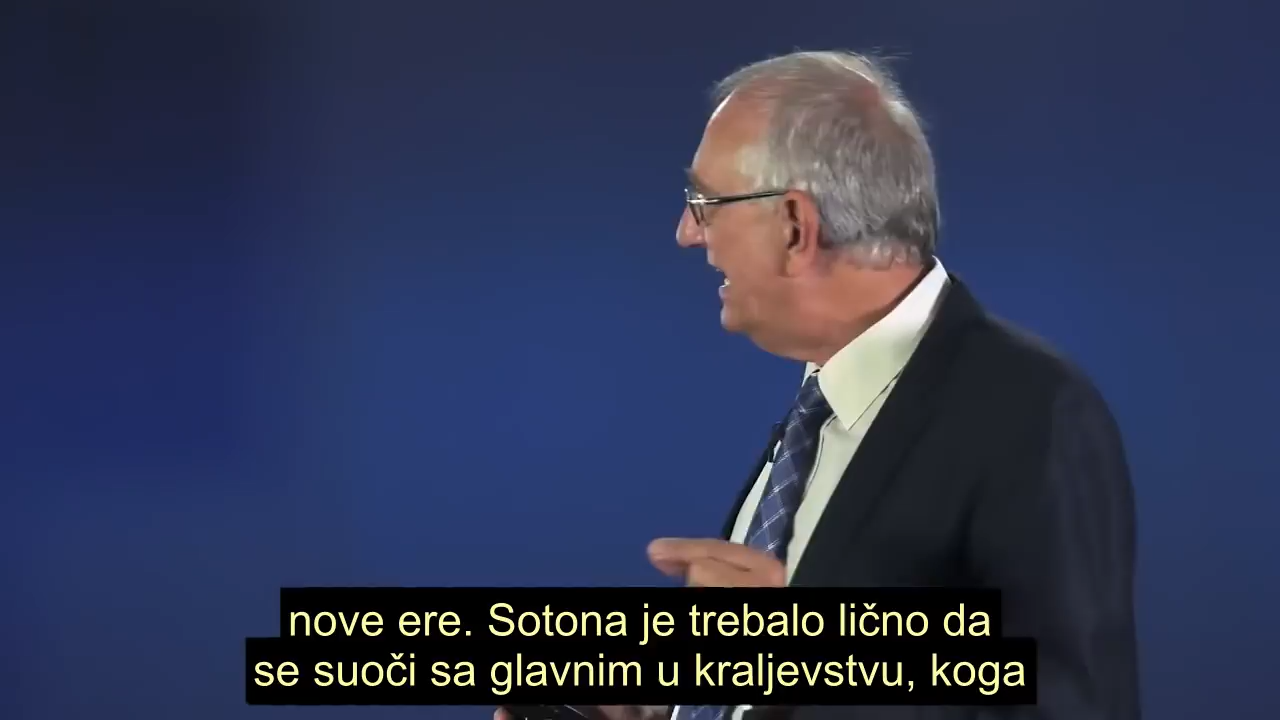 nove ere. Sotona je trebalo lično da
se suoči sa glavnim u kraljevstvu, koga